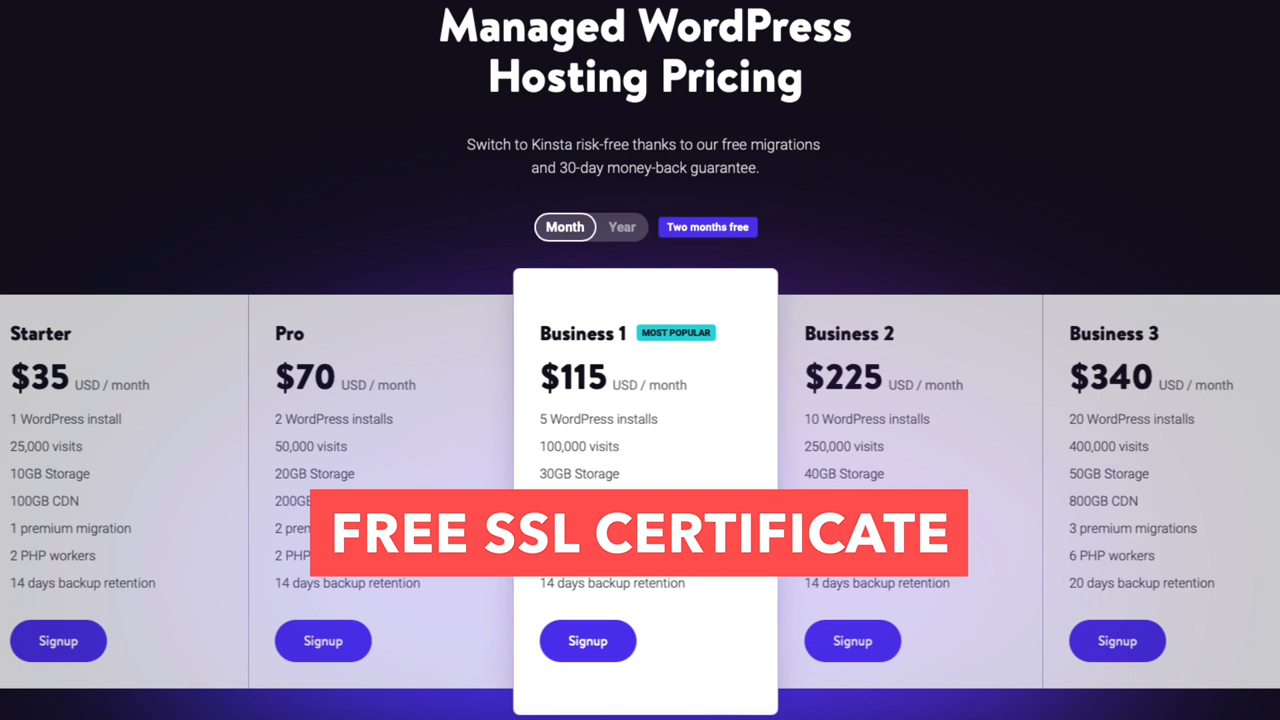 Managed WordPress
Hosting Pricing
Switch to Kinsta risk-free thanks to our free migrations
and 30-day money-back guarantee.
Month Year Two months free
Starter
$35 USD / month
1 WordPress install
25,000 visits
10GB Storage
100GB CDN
1 premium migration
2 PHP workers
14 days backup retention
Signup
Pro
$70 USD / month
2 WordPress installs
50,000 visits
20GB Storage
14 days backup retention
Signup
Business 1 MOST POPULAR
$115 USD / month
5 WordPress installs
100,000 visits
30GB Storage
14 days backup retention
Signup
Business 2
$225 USD / month
10 WordPress installs
250,000 visits
40GB Storage
14 days backup retention
Signup
Business 3
$340 USD / month
20 WordPress installs
400,000 visits
50GB Storage
800GB CDN
3 premium migrations
6 PHP workers
20 days backup retention
Signup
FREE SSL CERTIFICATE